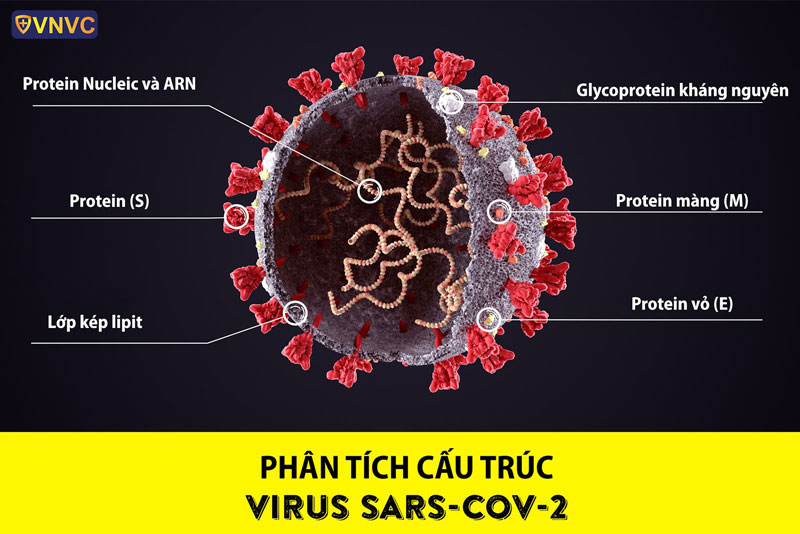 VNVC
Protein Nucleic và ARN
Glycoprotein kháng nguyên
Protein (S)
Protein màng (M)
Lớp kép lipit
Protein vỏ (E)
PHÂN TÍCH CẤU TRÚC
VIRUS SARS-COV-2